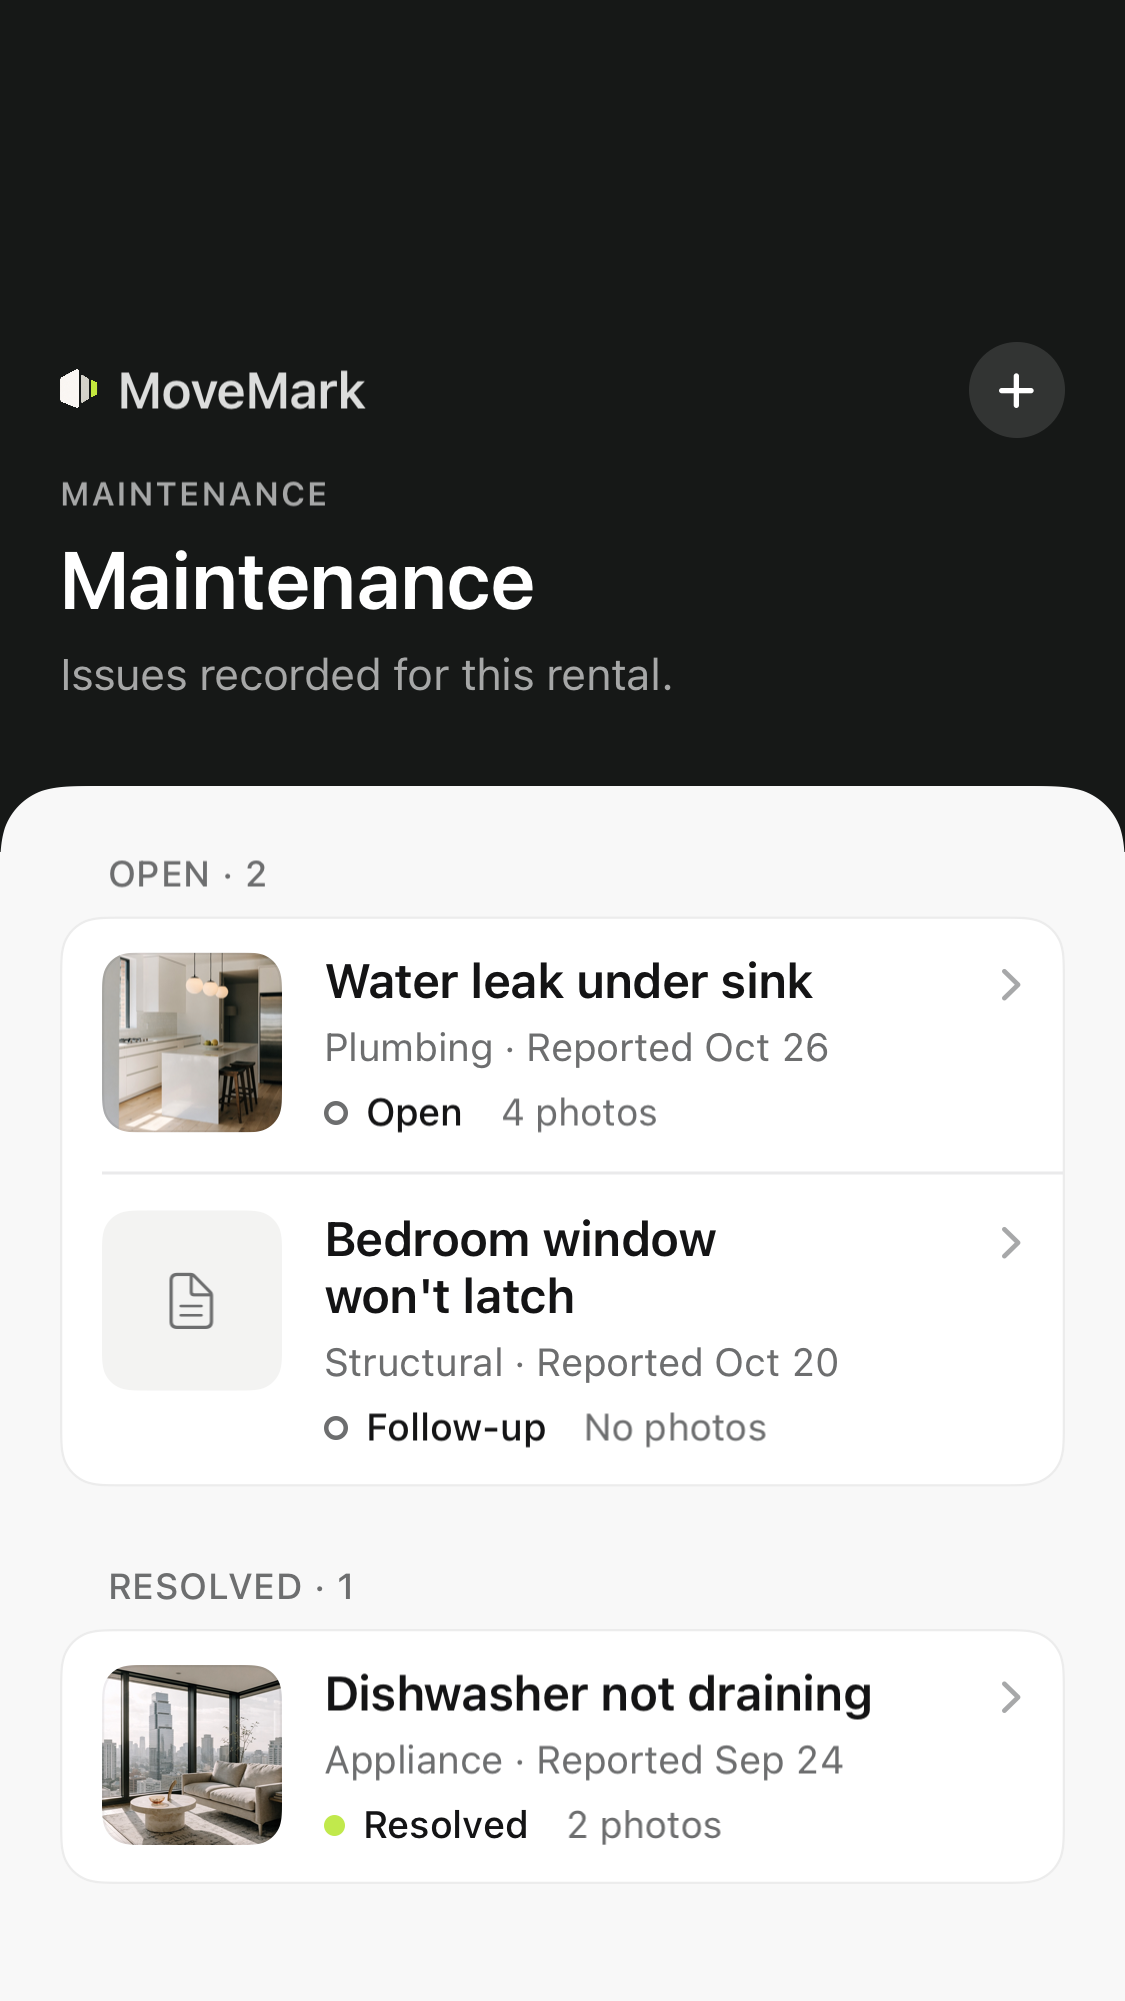 MoveMark
MAINTENANCE
Maintenance
Issues recorded for this rental.
OPEN · 2
Water leak under sink
Plumbing · Reported Oct 26
Open 4 photos
Bedroom window
won't latch
Structural · Reported Oct 20
Follow-up No photos
RESOLVED · 1
Dishwasher not draining
Appliance · Reported Sep 24
Resolved 2 photos